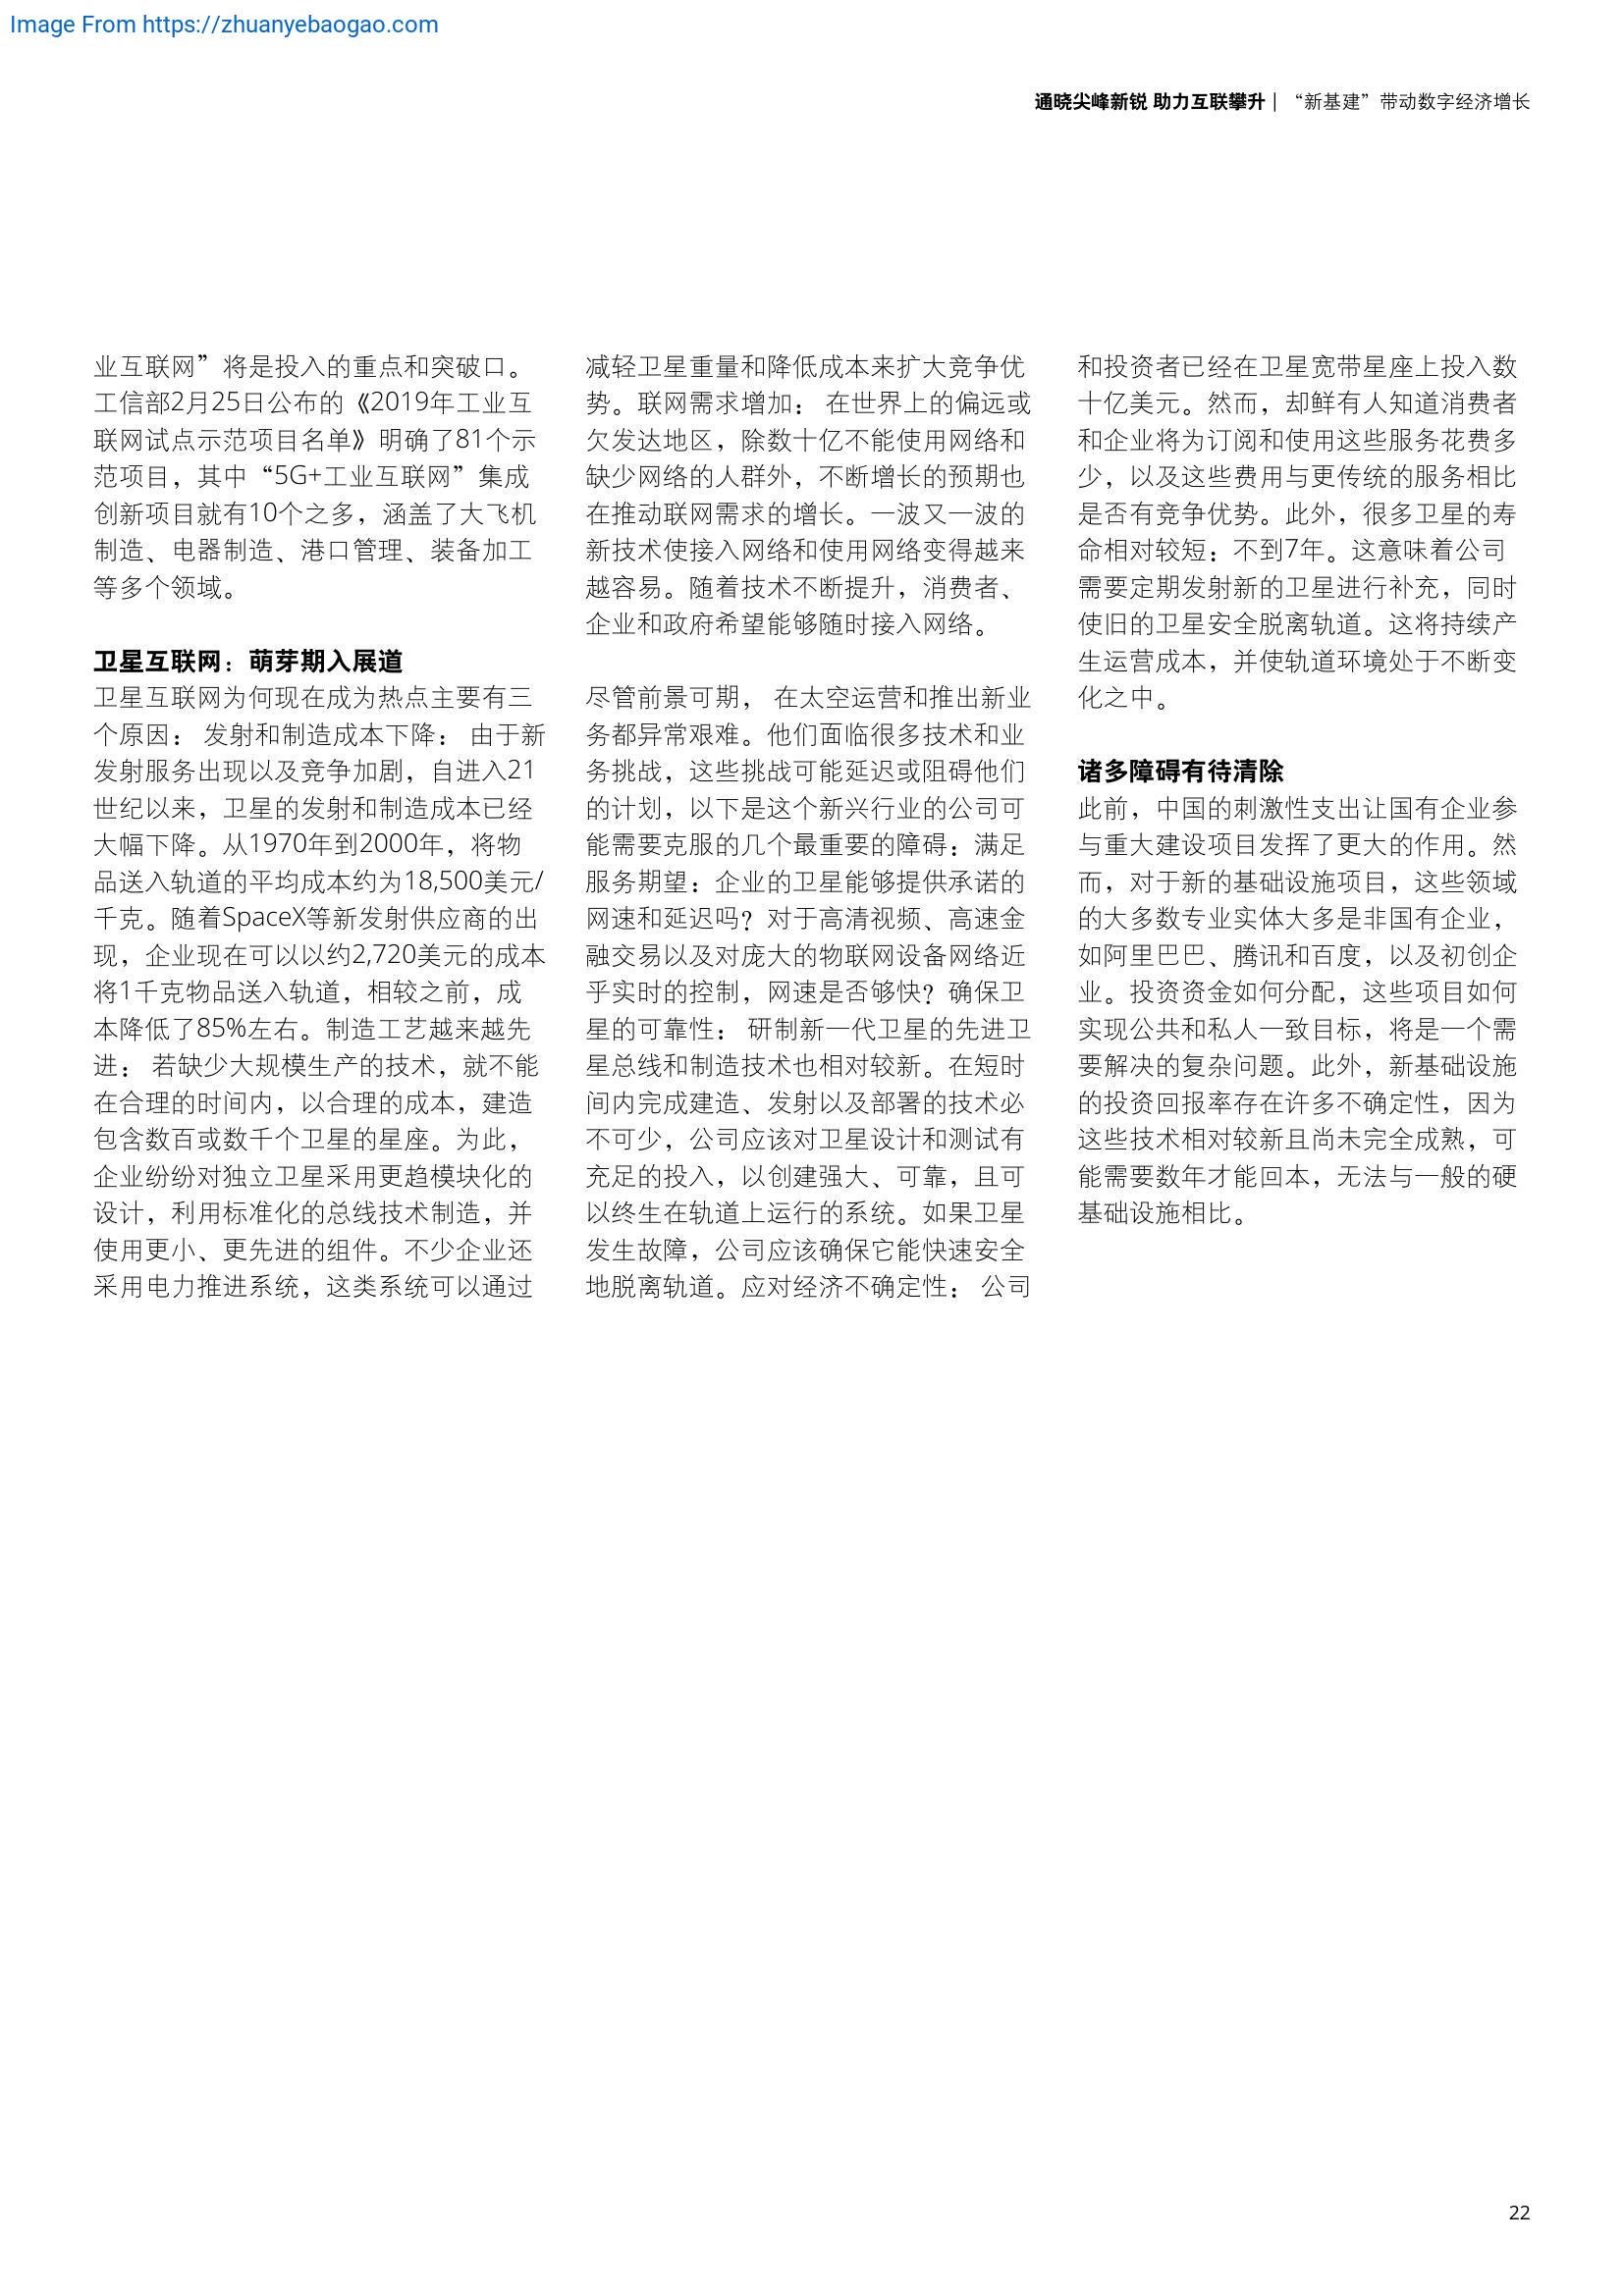 Image From https://zhuanyebaogao.com
通晓尖峰新锐 助力互联攀升 | “新基建”带动数字经济增长
业互联网”将是投入的重点和突破口。
工信部2月25日公布的《2019年工业互
联网试点示范项目名单》明确了81个示
范项目，其中“5G+工业互联网”集成
创新项目就有10个之多，涵盖了大飞机
制造、电器制造、港口管理、装备加工
等多个领域。
卫星互联网：萌芽期入展道
卫星互联网为何现在成为热点主要有三
个原因： 发射和制造成本下降： 由于新
发射服务出现以及竞争加剧，自进入21
世纪以来，卫星的发射和制造成本已经
大幅下降。从1970年到2000年，将物
品送入轨道的平均成本约为18,500美元/
千克。随着SpaceX等新发射供应商的出
现，企业现在可以以约2,720美元的成本
将1千克物品送入轨道，相较之前，成
本降低了85%左右。制造工艺越来越先
进： 若缺少大规模生产的技术，就不能
在合理的时间内，以合理的成本，建造
包含数百或数千个卫星的星座。为此，
企业纷纷对独立卫星采用更趋模块化的
设计，利用标准化的总线技术制造，并
使用更小、更先进的组件。不少企业还
采用电力推进系统，这类系统可以通过
减轻卫星重量和降低成本来扩大竞争优
势。联网需求增加： 在世界上的偏远或
欠发达地区，除数十亿不能使用网络和
缺少网络的人群外，不断增长的预期也
在推动联网需求的增长。一波又一波的
新技术使接入网络和使用网络变得越来
越容易。随着技术不断提升，消费者、
企业和政府希望能够随时接入网络。
尽管前景可期， 在太空运营和推出新业
务都异常艰难。他们面临很多技术和业
务挑战，这些挑战可能延迟或阻碍他们
的计划，以下是这个新兴行业的公司可
能需要克服的几个最重要的障碍：满足
服务期望：企业的卫星能够提供承诺的
网速和延迟吗？对于高清视频、高速金
融交易以及对庞大的物联网设备网络近
乎实时的控制，网速是否够快？确保卫
星的可靠性： 研制新一代卫星的先进卫
星总线和制造技术也相对较新。在短时
间内完成建造、发射以及部署的技术必
不可少，公司应该对卫星设计和测试有
充足的投入，以创建强大、可靠，且可
以终生在轨道上运行的系统。如果卫星
发生故障，公司应该确保它能快速安全
地脱离轨道。应对经济不确定性： 公司
和投资者已经在卫星宽带星座上投入数
十亿美元。然而，却鲜有人知道消费者
和企业将为订阅和使用这些服务花费多
少，以及这些费用与更传统的服务相比
是否有竞争优势。此外，很多卫星的寿
命相对较短：不到7年。这意味着公司
需要定期发射新的卫星进行补充，同时
使旧的卫星安全脱离轨道。这将持续产
生运营成本，并使轨道环境处于不断变
化之中。
诸多障碍有待清除
此前，中国的刺激性支出让国有企业参
与重大建设项目发挥了更大的作用。然
而，对于新的基础设施项目，这些领域
的大多数专业实体大多是非国有企业，
如阿里巴巴、腾讯和百度，以及初创企
业。投资资金如何分配，这些项目如何
实现公共和私人一致目标，将是一个需
要解决的复杂问题。此外，新基础设施
的投资回报率存在许多不确定性，因为
这些技术相对较新且尚未完全成熟，可
能需要数年才能回本，无法与一般的硬
基础设施相比。
22